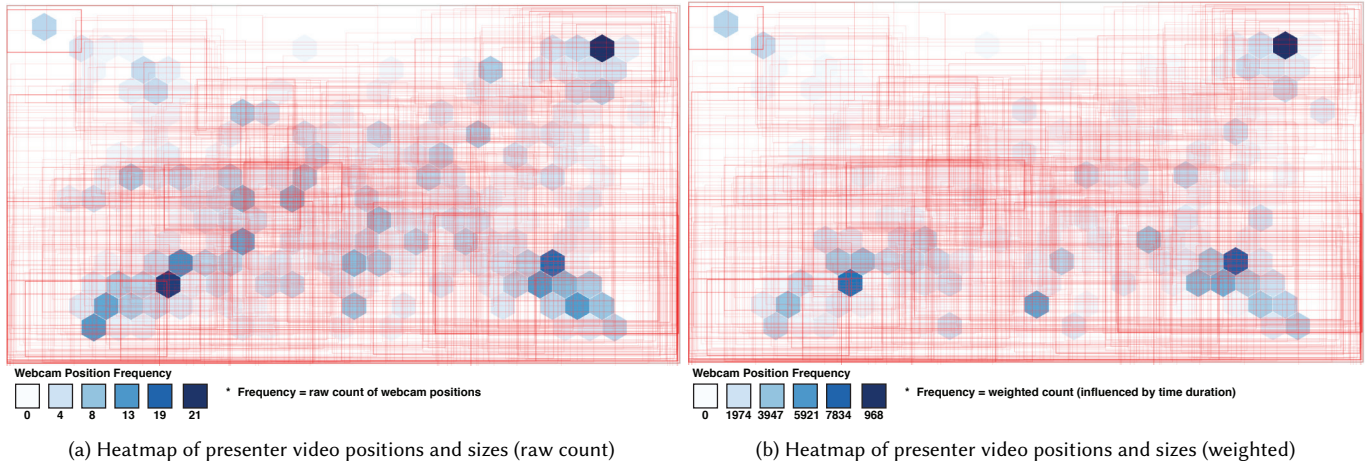 Webcam Position Frequency
0 4 8 13 19 21
* Frequency = raw count of webcam positions
(a) Heatmap of presenter video positions and sizes (raw count)
Webcam Position Frequency
0 1974 3947 5921 7834 968
* Frequency = weighted count (influenced by time duration)
(b) Heatmap of presenter video positions and sizes (weighted)